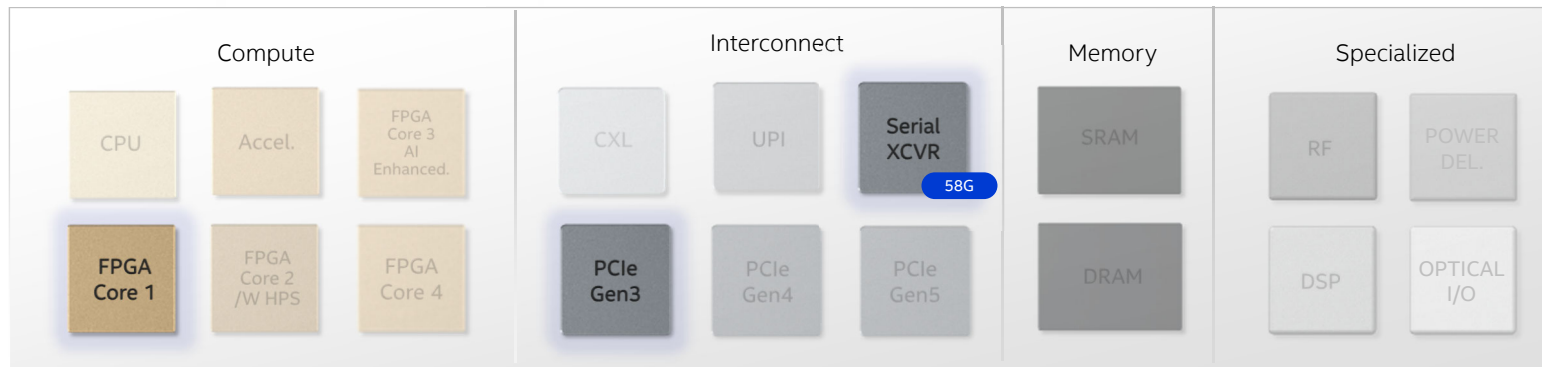 Compute
Interconnect
Memory
Specialized
CPU
Accel.
FPGA
Core 3
AI
Enhanced.
FPGA
Core 1
FPGA
Core 2
/W HPS
FPGA
Core 4
CXL
UPI
Serial
XCVR
58G
PCIe
Gen3
PCIe
Gen4
PCIe
Gen5
SRAM
DRAM
RF
POWER
DEL.
DSP
OPTICAL
I/O